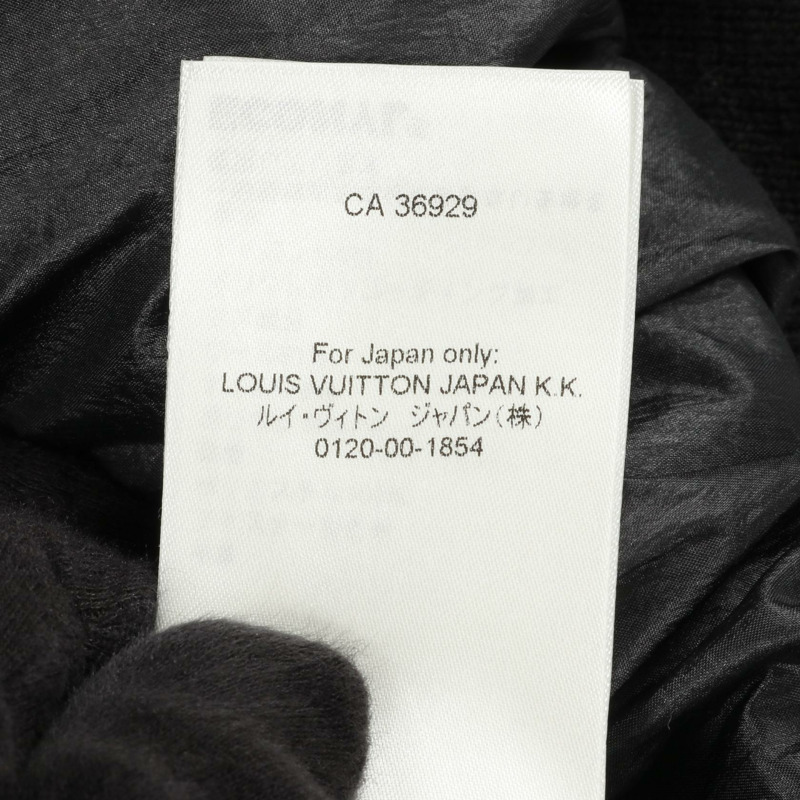 CA 36929
For Japan only:
LOUIS VUITTON JAPAN K.K.
ルイ・ヴィトン ジャパン(株)
0120-00-1854